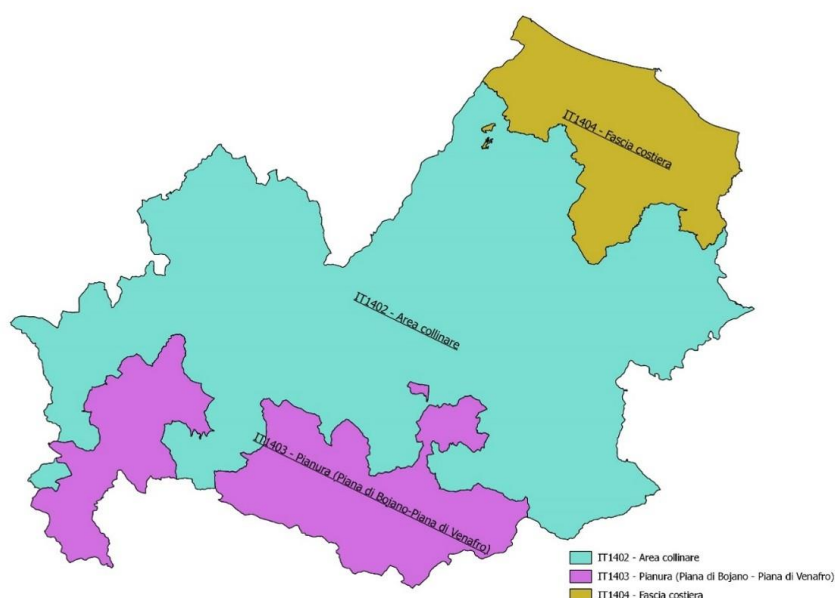 IT1404 - Fascia costiera
IT1402 - Area collinare
IT1403 - Pianura (Piana di Bojano-Piana di Venafro)
IT1402 - Area collinare
IT1403 - Pianura (Piana di Bojano - Piana di Venafro)
IT1404 - Fascia costiera